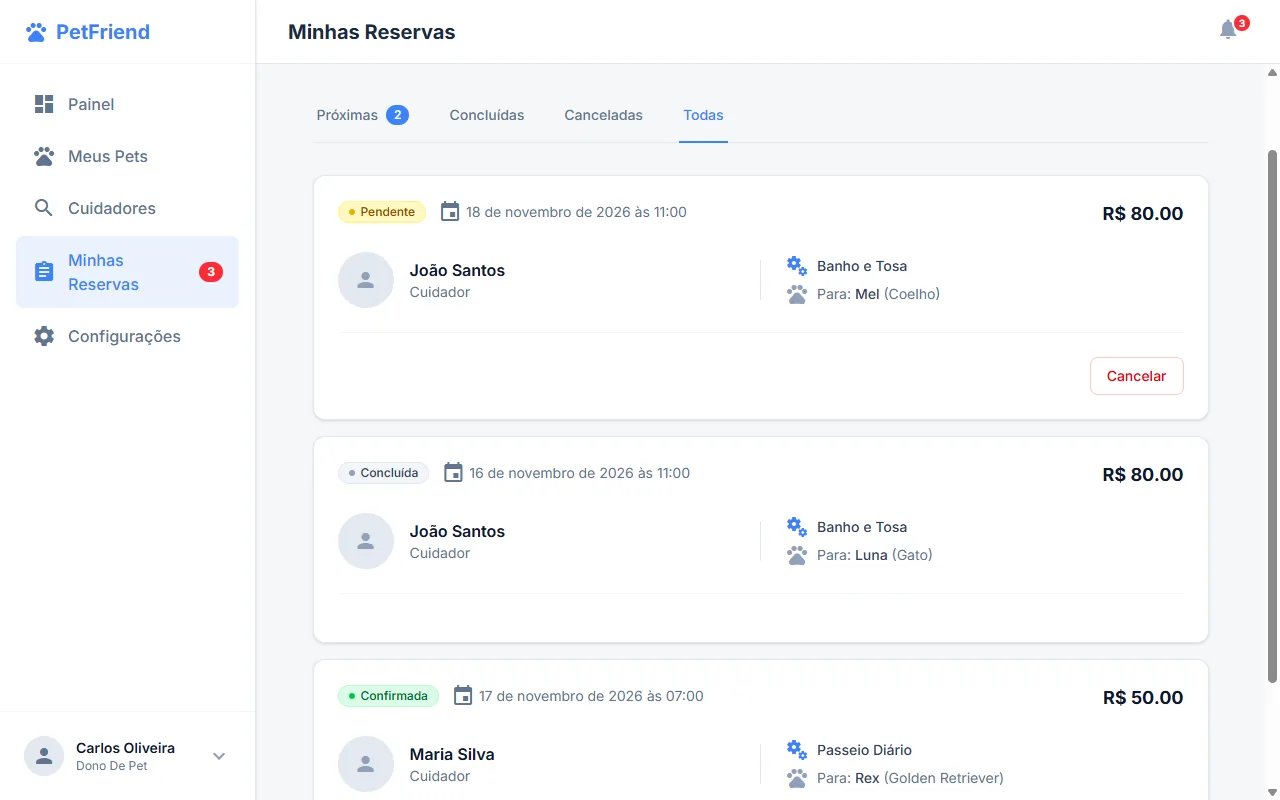 PetFriend
Minhas Reservas
3
Painel
Meus Pets
Cuidadores
Minhas
Reservas
3
Configurações
Carlos Oliveira
Dono De Pet
Próximas 2 Concluídas Canceladas Todas
Pendente 18 de novembro de 2026 às 11:00 R$ 80.00
João Santos
Cuidador
Banho e Tosa
Para: Mel (Coelho)
Cancelar
Concluída 16 de novembro de 2026 às 11:00 R$ 80.00
João Santos
Cuidador
Banho e Tosa
Para: Luna (Gato)
Confirmada 17 de novembro de 2026 às 07:00 R$ 50.00
Maria Silva
Cuidador
Passeio Diário
Para: Rex (Golden Retriever)